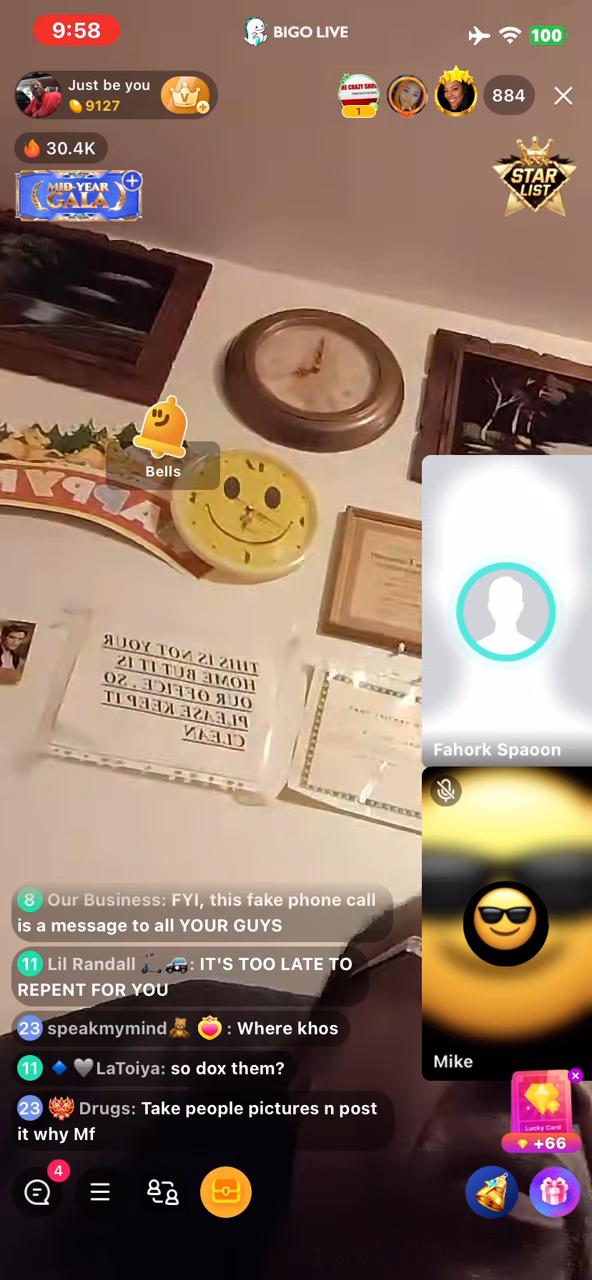 9:58
BIGO LIVE
100
Just be you
9127
1
884
30.4K
MID-YEAR
GALA
STAR
LIST
Bells
APPY
THIS IS NOT YOUR
HOME BUT IT IS
OUR OFFICE, SO
PLEASE KEEP IT
CLEAN
Fahork Spaoon
Mike
8 Our Business: FYI, this fake phone call
is a message to all YOUR GUYS
11 Lil Randall 🛴🚓: IT'S TOO LATE TO
REPENT FOR YOU
23 speakmymind🧸 💝 : Where khos
11 🔹 🩶LaToiya: so dox them?
23 Drugs: Take people pictures n post
it why Mf
Lucky Card
+66
4